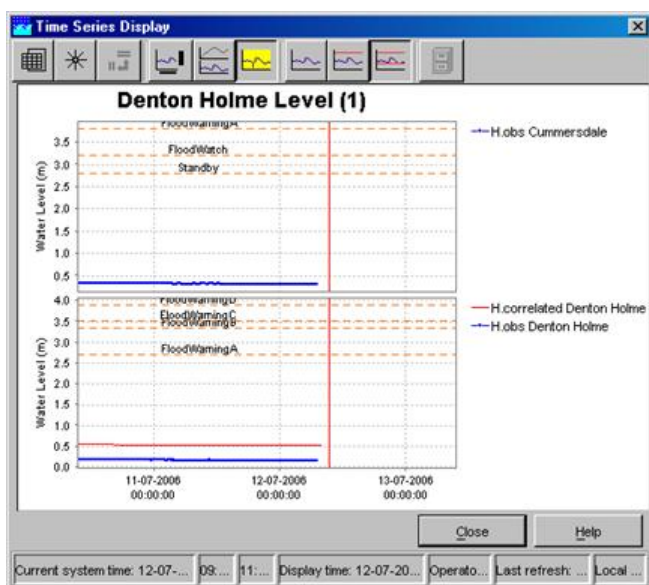 Time Series Display
Denton Holme Level (1)
FloodWarningA
FloodWatch
Standby
3.5
3.0
2.5
2.0
1.5
1.0
0.5
Water Level (m)
H.obs Cummersdale
FloodWarningD
FloodWarningC
FloodWarningB
FloodWarningA
4.0
3.5
3.0
2.5
2.0
1.5
1.0
0.5
0.0
Water Level (m)
H.correlated Denton Holme
H.obs Denton Holme
11-07-2006 12-07-2006 13-07-2006
00:00:00 00:00:00 00:00:00
Close Help
Current system time: 12-07-... 09:... 11:... Display time: 12-07-20... Operato... Last refresh: ... Local ...